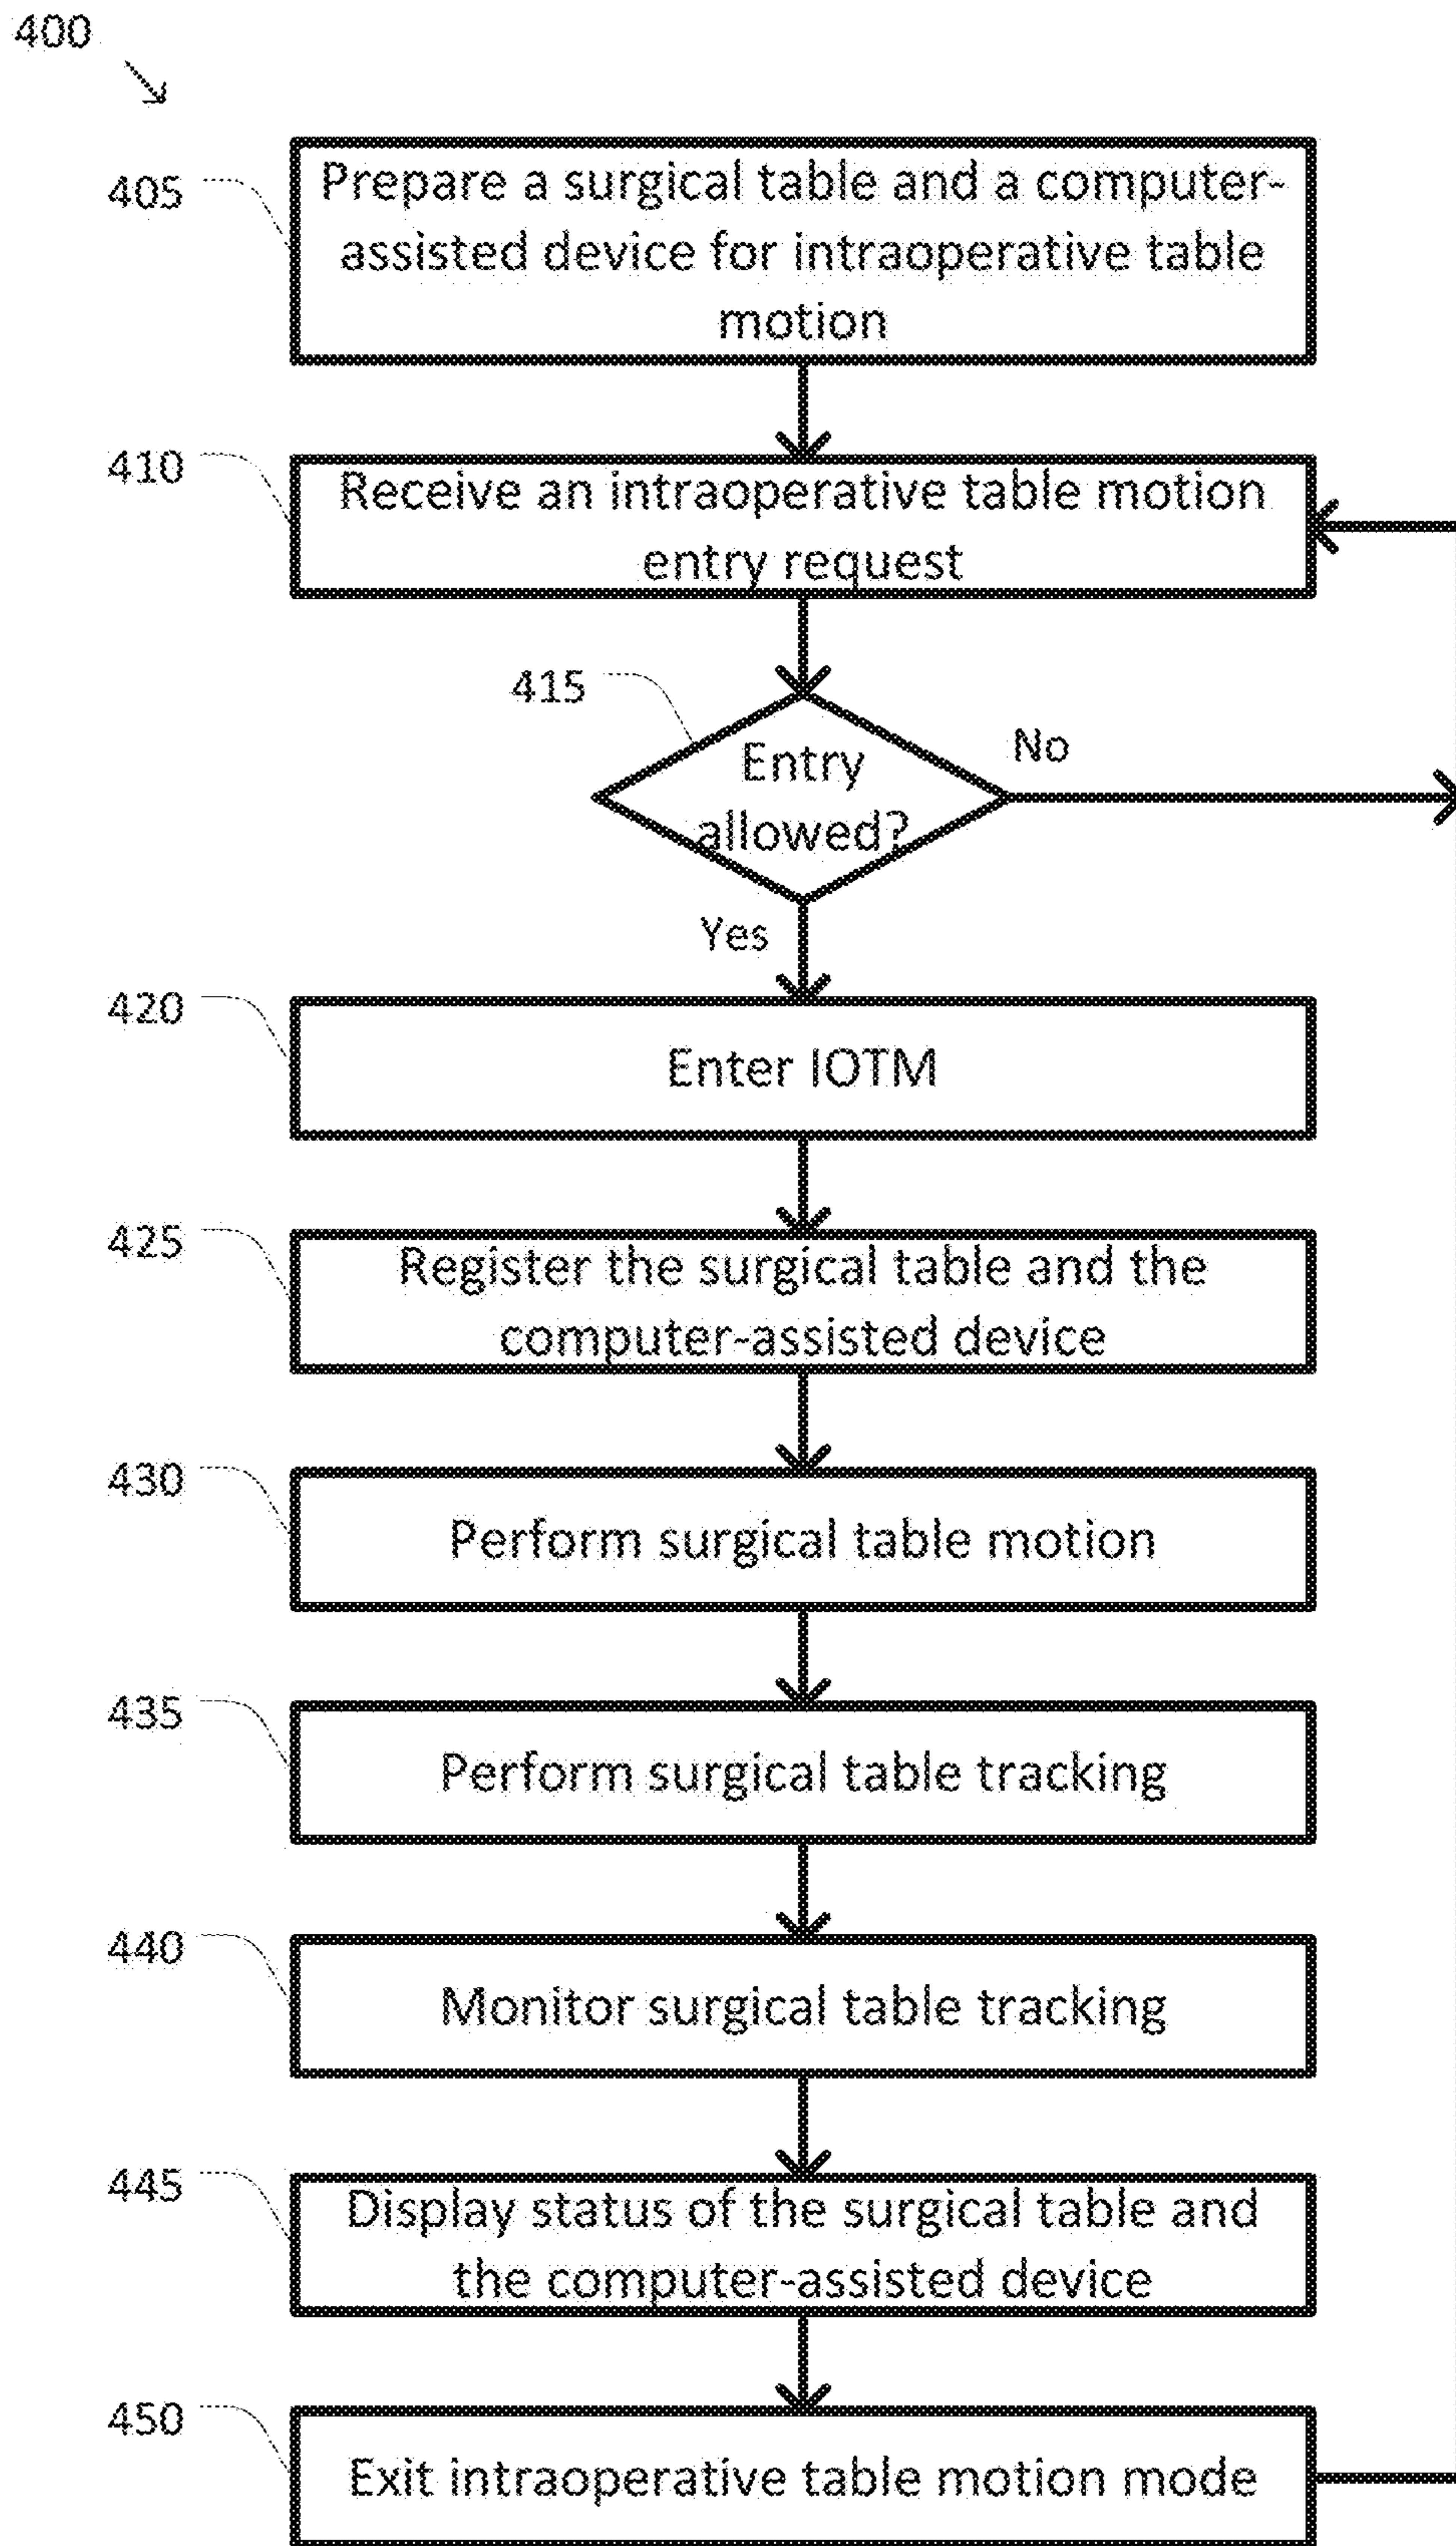 400
405
Prepare a surgical table and a computer-
assisted device for intraoperative table
motion
410
Receive an intraoperative table motion
entry request
415
Entry
allowed?
No
Yes
420
Enter IOTM
425
Register the surgical table and the
computer-assisted device
430
Perform surgical table motion
435
Perform surgical table tracking
440
Monitor surgical table tracking
445
Display status of the surgical table and
the computer-assisted device
450
Exit intraoperative table motion mode